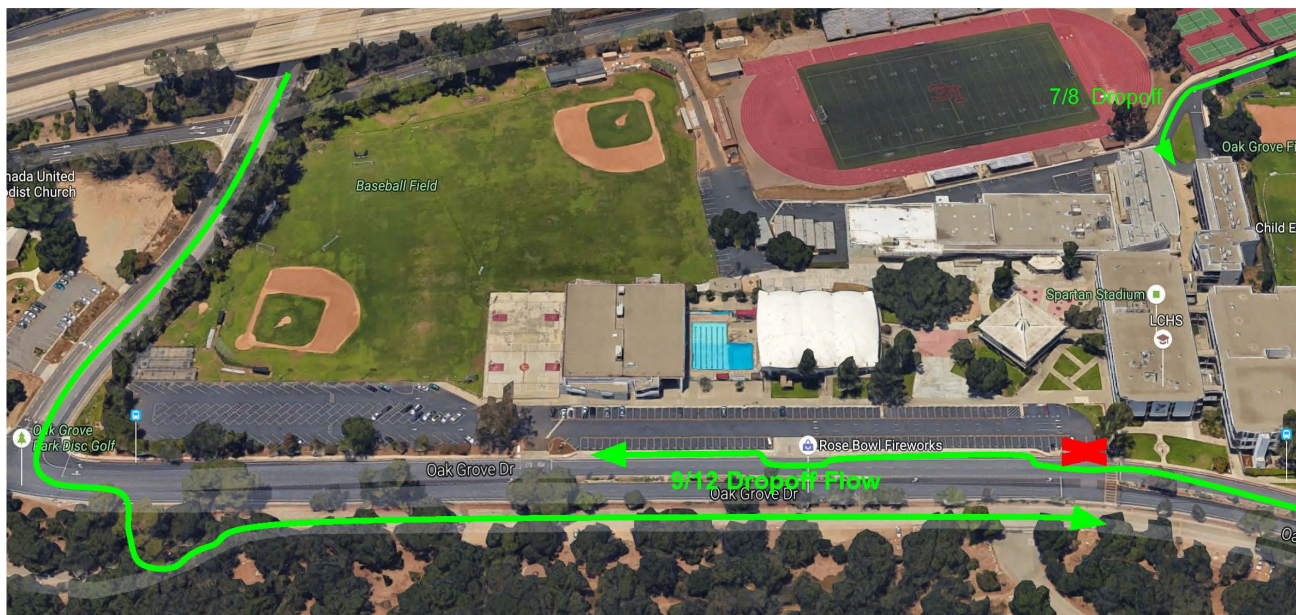 7/8 Dropoff
Oak Grove Fi
nada United
odist Church
Baseball Field
Child E
Spartan Stadium
LCHS
Oak Grove
Park Disc Golf
Rose Bowl Fireworks
Oak Grove Dr
9/12 Dropoff Flow
Oak Grove Dr
Oa